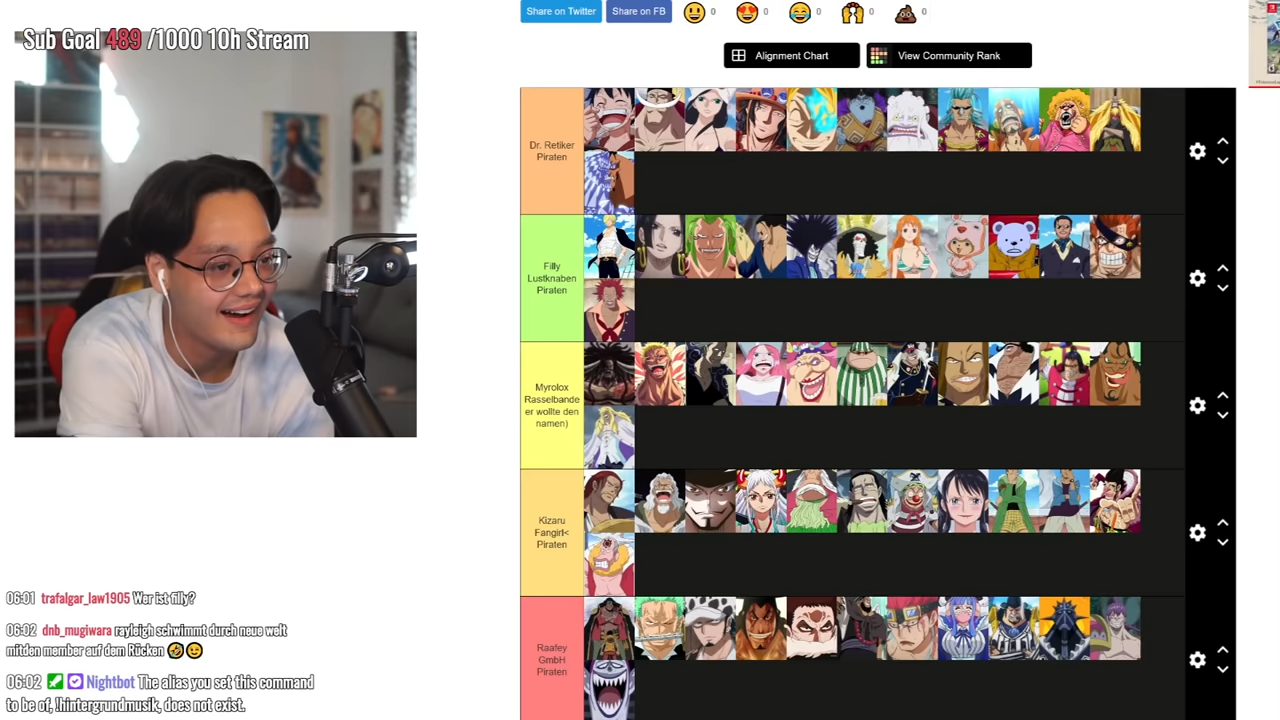 Share on Twitter
Share on FB
0
0
0
0
0
Sub Goal 489 /1000 10h Stream
Alignment Chart
View Community Rank
Dr. Retiker
Piraten
Filly
Lustknaben
Piraten
Myrolox
Rasselbande
er wollte den
namen)
Kizaru
Fangirl<
Piraten
Raafey
GmbH
Piraten
06:01 trafalgar_law1905 Wer ist filly?
06:02 dnb_mugiwara rayleigh schwimmt durch neue welt
mitden member auf dem Rücken 🤣😉
06:02 Nightbot The alias you set this command
to be of, !hintergrundmusik, does not exist.